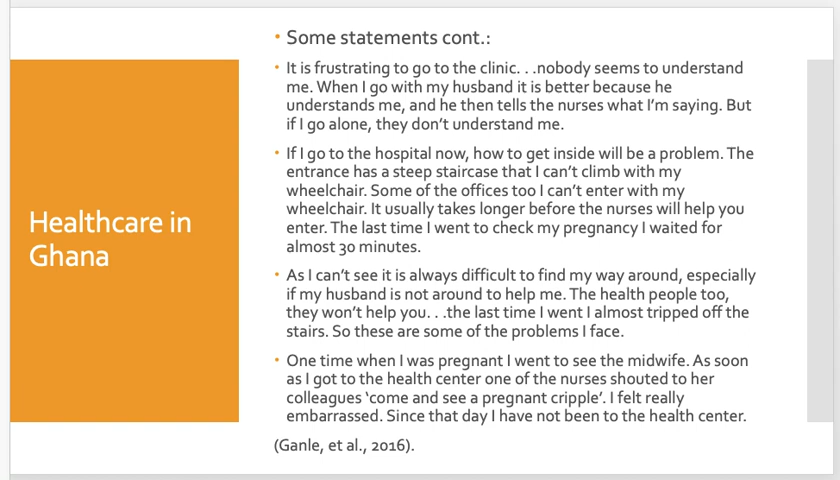 Healthcare in
Ghana
• Some statements cont.:
• It is frustrating to go to the clinic. . .nobody seems to understand
me. When I go with my husband it is better because he
understands me, and he then tells the nurses what I’m saying. But
if I go alone, they don’t understand me.
• If I go to the hospital now, how to get inside will be a problem. The
entrance has a steep staircase that I can’t climb with my
wheelchair. Some of the offices too I can’t enter with my
wheelchair. It usually takes longer before the nurses will help you
enter. The last time I went to check my pregnancy I waited for
almost 30 minutes.
• As I can’t see it is always difficult to find my way around, especially
if my husband is not around to help me. The health people too,
they won’t help you. . .the last time I went I almost tripped off the
stairs. So these are some of the problems I face.
• One time when I was pregnant I went to see the midwife. As soon
as I got to the health center one of the nurses shouted to her
colleagues ‘come and see a pregnant cripple’. I felt really
embarrassed. Since that day I have not been to the health center.
(Ganle, et al., 2016).